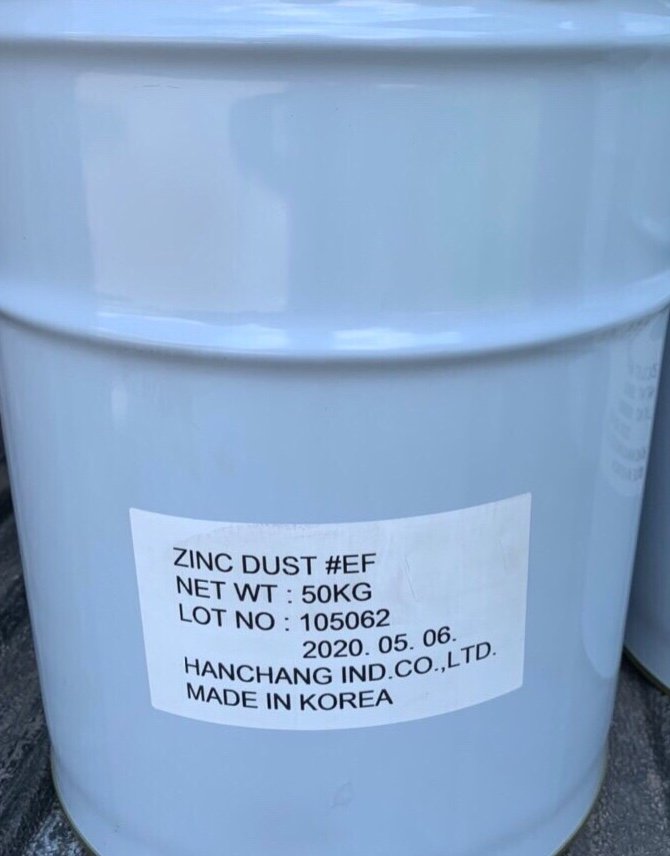 ZINC DUST #EF
NET WT : 50KG
LOT NO : 105062
2020. 05. 06.
HANCHANG IND.CO.,LTD.
MADE IN KOREA